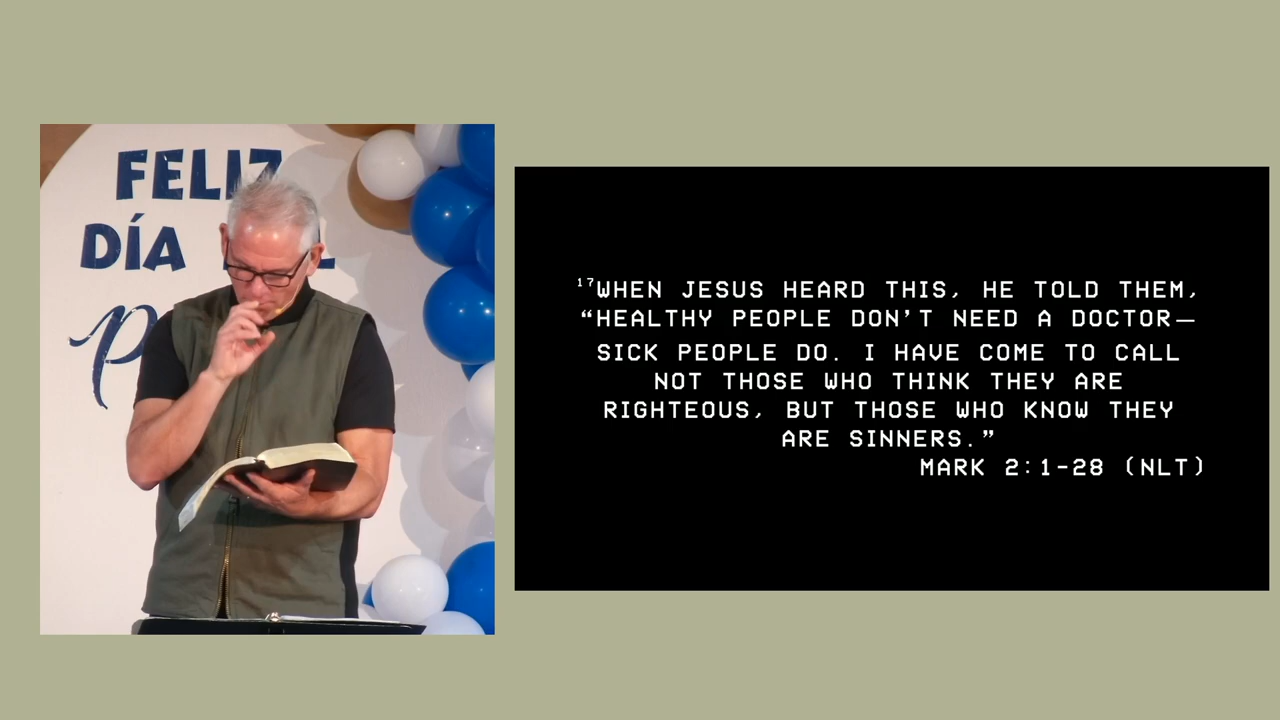 FELIZ
DÍA
¹⁷WHEN JESUS HEARD THIS, HE TOLD THEM,
“HEALTHY PEOPLE DON’T NEED A DOCTOR—
SICK PEOPLE DO. I HAVE COME TO CALL
NOT THOSE WHO THINK THEY ARE
RIGHTEOUS, BUT THOSE WHO KNOW THEY
ARE SINNERS.”
MARK 2:1-28 (NLT)